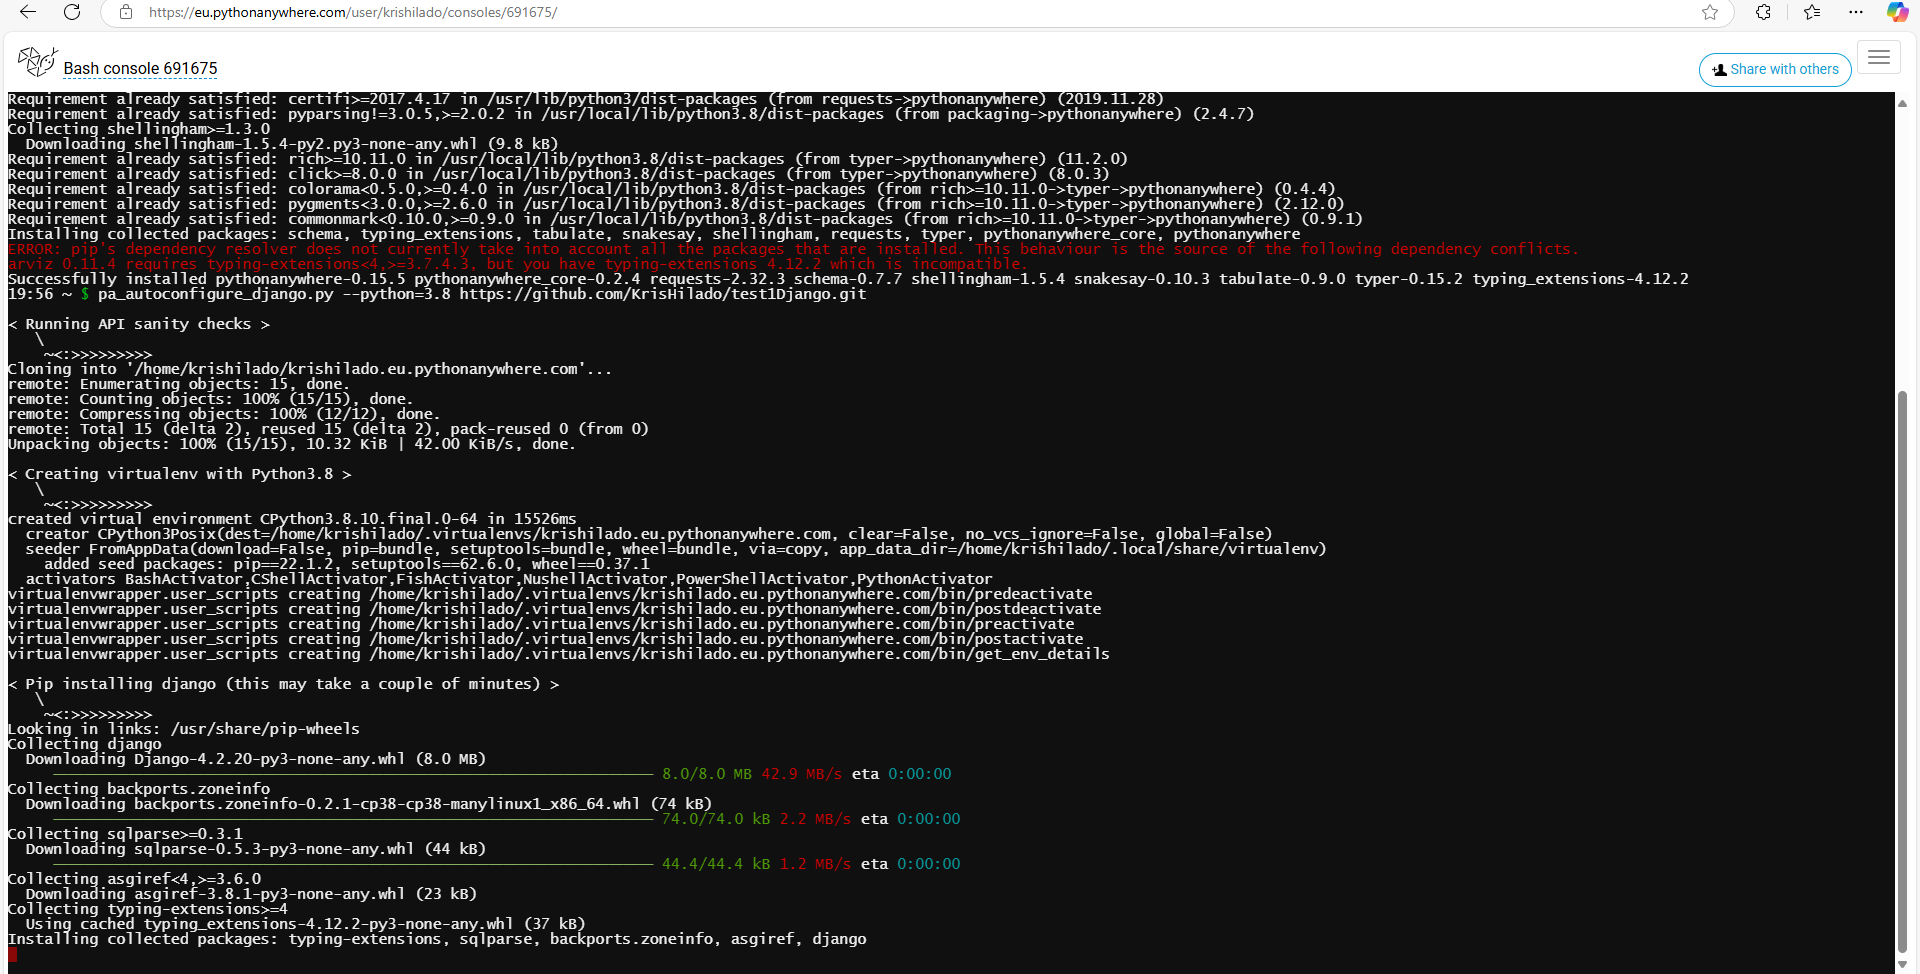 https://eu.pythonanywhere.com/user/krishilado/consoles/691675/
Bash console 691675
Share with others
Requirement already satisfied: certifi>=2017.4.17 in /usr/lib/python3/dist-packages (from requests->pythonanywhere) (2019.11.28)
Requirement already satisfied: pyparsing!=3.0.5,>=2.0.2 in /usr/local/lib/python3.8/dist-packages (from packaging->pythonanywhere) (2.4.7)
Collecting shellingham>=1.3.0
  Downloading shellingham-1.5.4-py2.py3-none-any.whl (9.8 kB)
Requirement already satisfied: rich>=10.11.0 in /usr/local/lib/python3.8/dist-packages (from typer->pythonanywhere) (11.2.0)
Requirement already satisfied: click>=8.0.0 in /usr/local/lib/python3.8/dist-packages (from typer->pythonanywhere) (8.0.3)
Requirement already satisfied: colorama<0.5.0,>=0.4.0 in /usr/local/lib/python3.8/dist-packages (from rich>=10.11.0->typer->pythonanywhere) (0.4.4)
Requirement already satisfied: pygments<3.0.0,>=2.6.0 in /usr/local/lib/python3.8/dist-packages (from rich>=10.11.0->typer->pythonanywhere) (2.12.0)
Requirement already satisfied: commonmark<0.10.0,>=0.9.0 in /usr/local/lib/python3.8/dist-packages (from rich>=10.11.0->typer->pythonanywhere) (0.9.1)
Installing collected packages: schema, typing_extensions, tabulate, snakesay, shellingham, requests, typer, pythonanywhere_core, pythonanywhere
ERROR: pip's dependency resolver does not currently take into account all the packages that are installed. This behaviour is the source of the following dependency conflicts.
arviz 0.11.4 requires typing-extensions<4,>=3.7.4.3, but you have typing-extensions 4.12.2 which is incompatible.
Successfully installed pythonanywhere-0.15.5 pythonanywhere_core-0.2.4 requests-2.32.3 schema-0.7.7 shellingham-1.5.4 snakesay-0.10.3 tabulate-0.9.0 typer-0.15.2 typing_extensions-4.12.2
19:56 ~ $ pa_autoconfigure_django.py --python=3.8 https://github.com/KrisHilado/test1Django.git
< Running API sanity checks >
   \
    ~<:>>>>>>>>>
Cloning into '/home/krishilado/krishilado.eu.pythonanywhere.com'...
remote: Enumerating objects: 15, done.
remote: Counting objects: 100% (15/15), done.
remote: Compressing objects: 100% (12/12), done.
remote: Total 15 (delta 2), reused 15 (delta 2), pack-reused 0 (from 0)
Unpacking objects: 100% (15/15), 10.32 KiB | 42.00 KiB/s, done.
< Creating virtualenv with Python3.8 >
   \
    ~<:>>>>>>>>>
created virtual environment CPython3.8.10.final.0-64 in 15526ms
  creator CPython3Posix(dest=/home/krishilado/.virtualenvs/krishilado.eu.pythonanywhere.com, clear=False, no_vcs_ignore=False, global=False)
  seeder FromAppData(download=False, pip=bundle, setuptools=bundle, wheel=bundle, via=copy, app_data_dir=/home/krishilado/.local/share/virtualenv)
    added seed packages: pip==22.1.2, setuptools==62.6.0, wheel==0.37.1
  activators BashActivator,CShellActivator,FishActivator,NushellActivator,PowerShellActivator,PythonActivator
virtualenvwrapper.user_scripts creating /home/krishilado/.virtualenvs/krishilado.eu.pythonanywhere.com/bin/predeactivate
virtualenvwrapper.user_scripts creating /home/krishilado/.virtualenvs/krishilado.eu.pythonanywhere.com/bin/postdeactivate
virtualenvwrapper.user_scripts creating /home/krishilado/.virtualenvs/krishilado.eu.pythonanywhere.com/bin/preactivate
virtualenvwrapper.user_scripts creating /home/krishilado/.virtualenvs/krishilado.eu.pythonanywhere.com/bin/postactivate
virtualenvwrapper.user_scripts creating /home/krishilado/.virtualenvs/krishilado.eu.pythonanywhere.com/bin/get_env_details
< Pip installing django (this may take a couple of minutes) >
   \
    ~<:>>>>>>>>>
Looking in links: /usr/share/pip-wheels
Collecting django
  Downloading Django-4.2.20-py3-none-any.whl (8.0 MB)
8.0/8.0 MB 42.9 MB/s eta 0:00:00
Collecting backports.zoneinfo
  Downloading backports.zoneinfo-0.2.1-cp38-cp38-manylinux1_x86_64.whl (74 kB)
74.0/74.0 kB 2.2 MB/s eta 0:00:00
Collecting sqlparse>=0.3.1
  Downloading sqlparse-0.5.3-py3-none-any.whl (44 kB)
44.4/44.4 kB 1.2 MB/s eta 0:00:00
Collecting asgiref<4,>=3.6.0
  Downloading asgiref-3.8.1-py3-none-any.whl (23 kB)
Collecting typing-extensions>=4
  Using cached typing_extensions-4.12.2-py3-none-any.whl (37 kB)
Installing collected packages: typing-extensions, sqlparse, backports.zoneinfo, asgiref, django